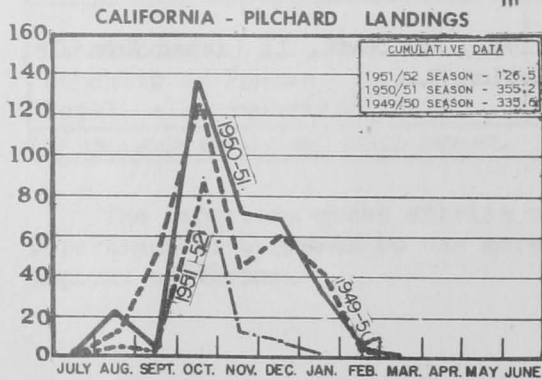 CALIFORNIA - PILCHARD LANDINGS
160
140
120
100
80
60
40
20
0
CUMULATIVE DATA
1951/52 SEASON - 126.5
1950/51 SEASON - 355.2
1949/50 SEASON - 335.6
1950-51
1951-52
1949-51
JULY AUG. SEPT. OCT. NOV. DEC. JAN. FEB. MAR. APR. MAY JUNE